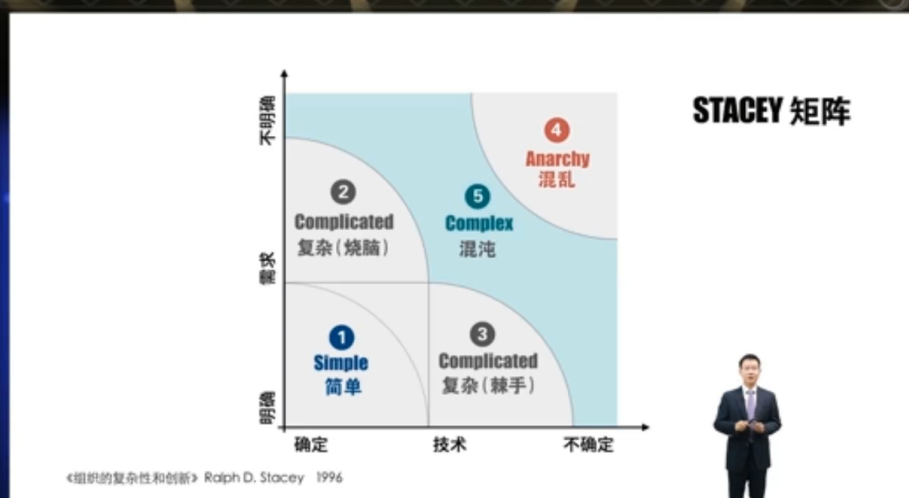 STACEY 矩阵
不明确
需求
明确
4
Anarchy
混乱
2
Complicated
复杂(烧脑)
5
Complex
混沌
1
Simple
简单
3
Complicated
复杂(棘手)
确定
技术
不确定
《组织的复杂性和创新》 Ralph D. Stacey 1996